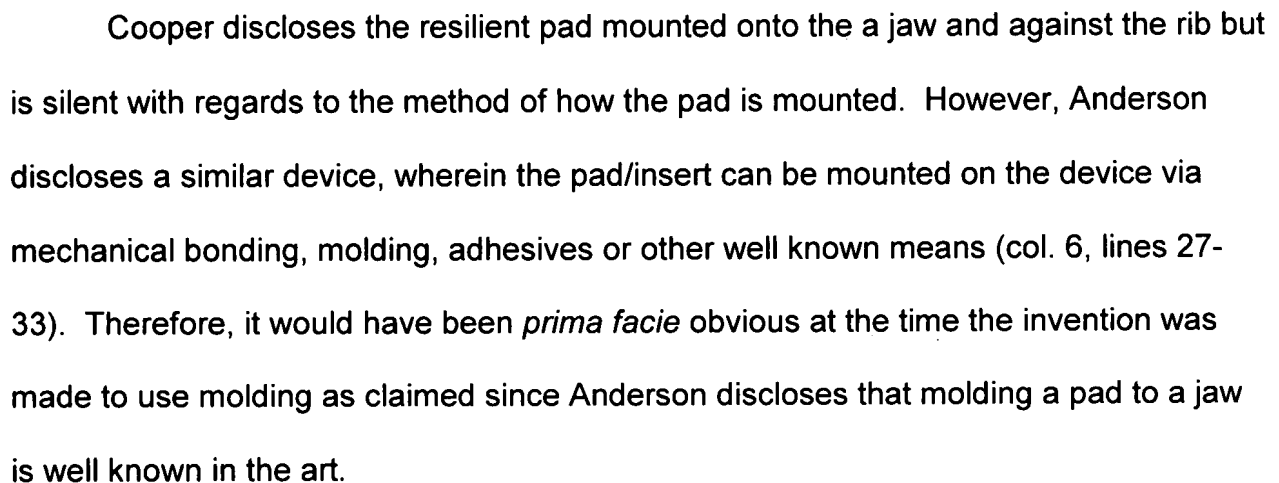 Cooper discloses the resilient pad mounted onto the a jaw and against the rib but
is silent with regards to the method of how the pad is mounted.  However, Anderson
discloses a similar device, wherein the pad/insert can be mounted on the device via
mechanical bonding, molding, adhesives or other well known means (col. 6, lines 27-
33).  Therefore, it would have been prima facie obvious at the time the invention was
made to use molding as claimed since Anderson discloses that molding a pad to a jaw
is well known in the art.